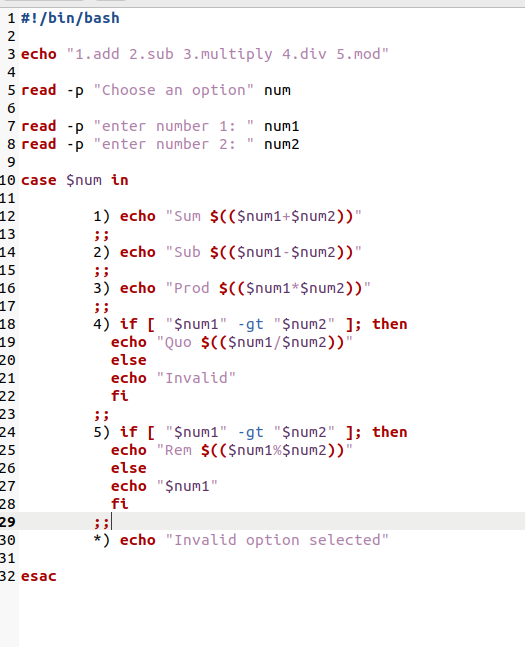 1 #!/bin/bash
2
3 echo "1.add 2.sub 3.multiply 4.div 5.mod"
4
5 read -p "Choose an option" num
6
7 read -p "enter number 1: " num1
8 read -p "enter number 2: " num2
9
10 case $num in
11
12         1) echo "Sum $(($num1+$num2))"
13         ;;
14         2) echo "Sub $(($num1-$num2))"
15         ;;
16         3) echo "Prod $(($num1*$num2))"
17         ;;
18         4) if [ "$num1" -gt "$num2" ]; then
19           echo "Quo $(($num1/$num2))"
20           else
21           echo "Invalid"
22           fi
23         ;;
24         5) if [ "$num1" -gt "$num2" ]; then
25           echo "Rem $(($num1%$num2))"
26           else
27           echo "$num1"
28           fi
29         ;;
30         *) echo "Invalid option selected"
31
32 esac